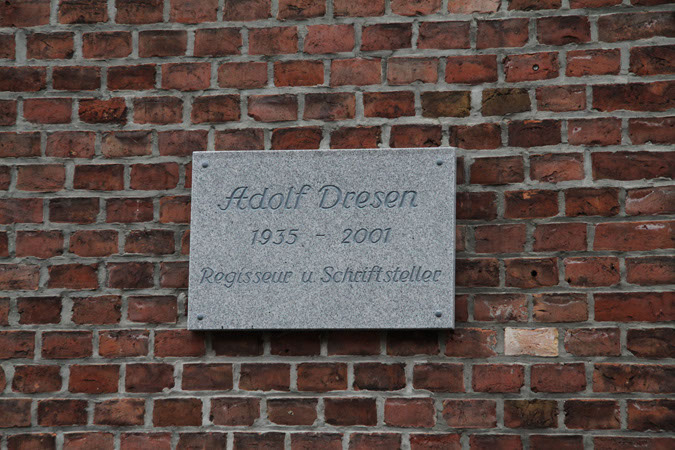 Adolf Dresen
1935 - 2001
Regisseur u. Schriftsteller